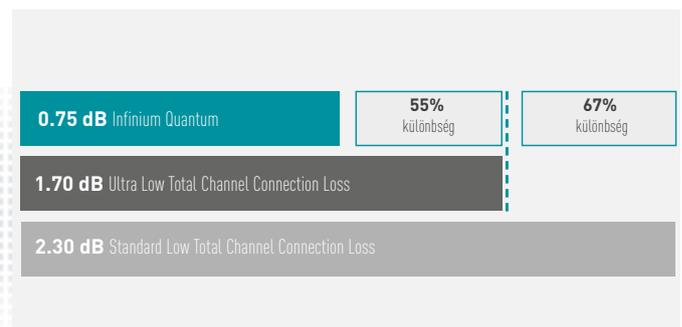 0.75 dB Infinium Quantum
55%
különbség
67%
különbség
1.70 dB Ultra Low Total Channel Connection Loss
2.30 dB Standard Low Total Channel Connection Loss